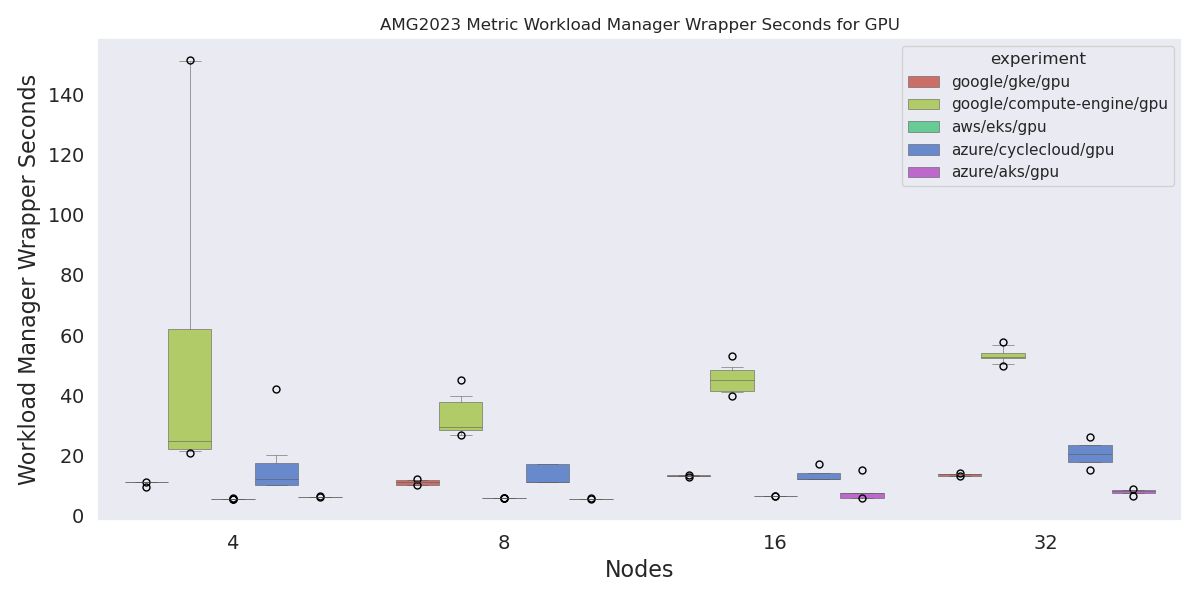 AMG2023 Metric Workload Manager Wrapper Seconds for GPU
Workload Manager Wrapper Seconds
140
120
100
80
60
40
20
0
experiment
google/gke/gpu
google/compute-engine/gpu
aws/eks/gpu
azure/cyclecloud/gpu
azure/aks/gpu
4 8 16 32
Nodes